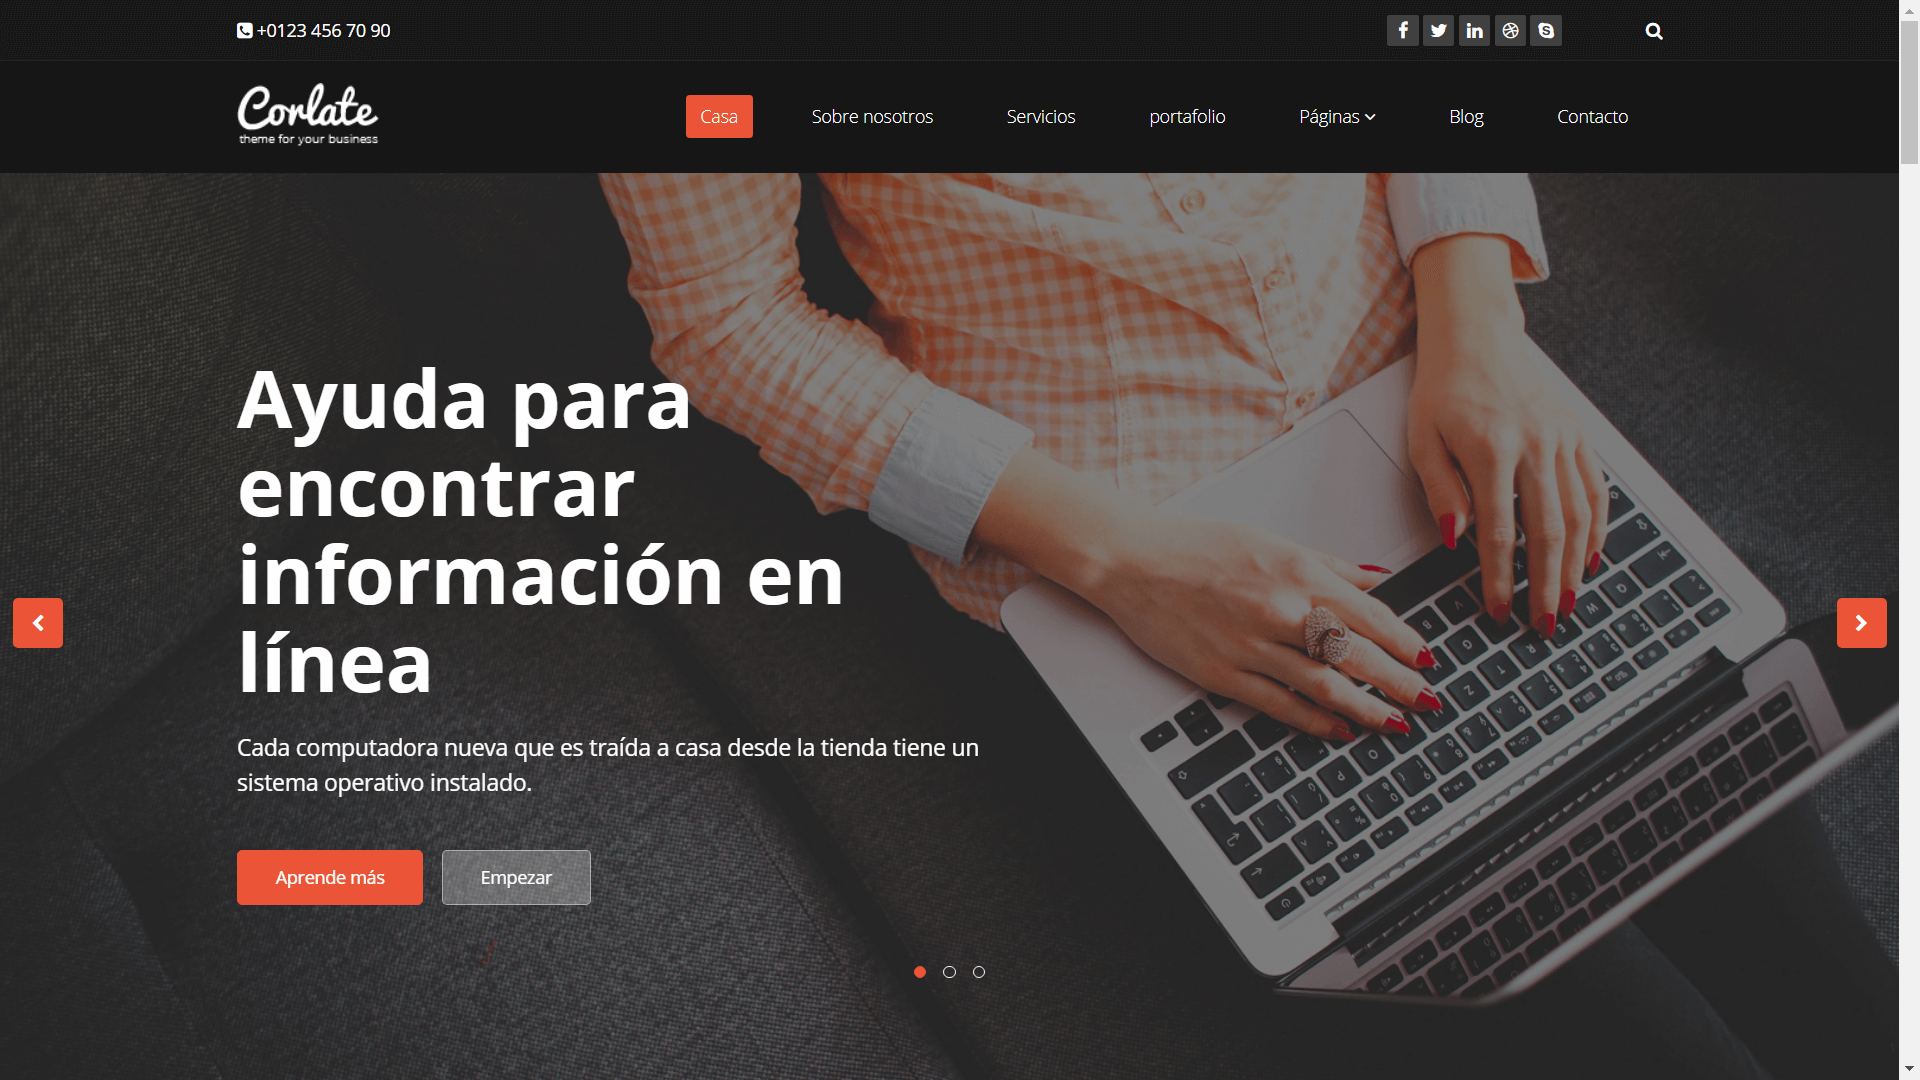 +0123 456 70 90
Corlate
theme for your business
Casa
Sobre nosotros
Servicios
portafolio
Páginas
Blog
Contacto
Ayuda para
encontrar
información en
línea
Cada computadora nueva que es traída a casa desde la tienda tiene un
sistema operativo instalado.
Aprende más
Empezar